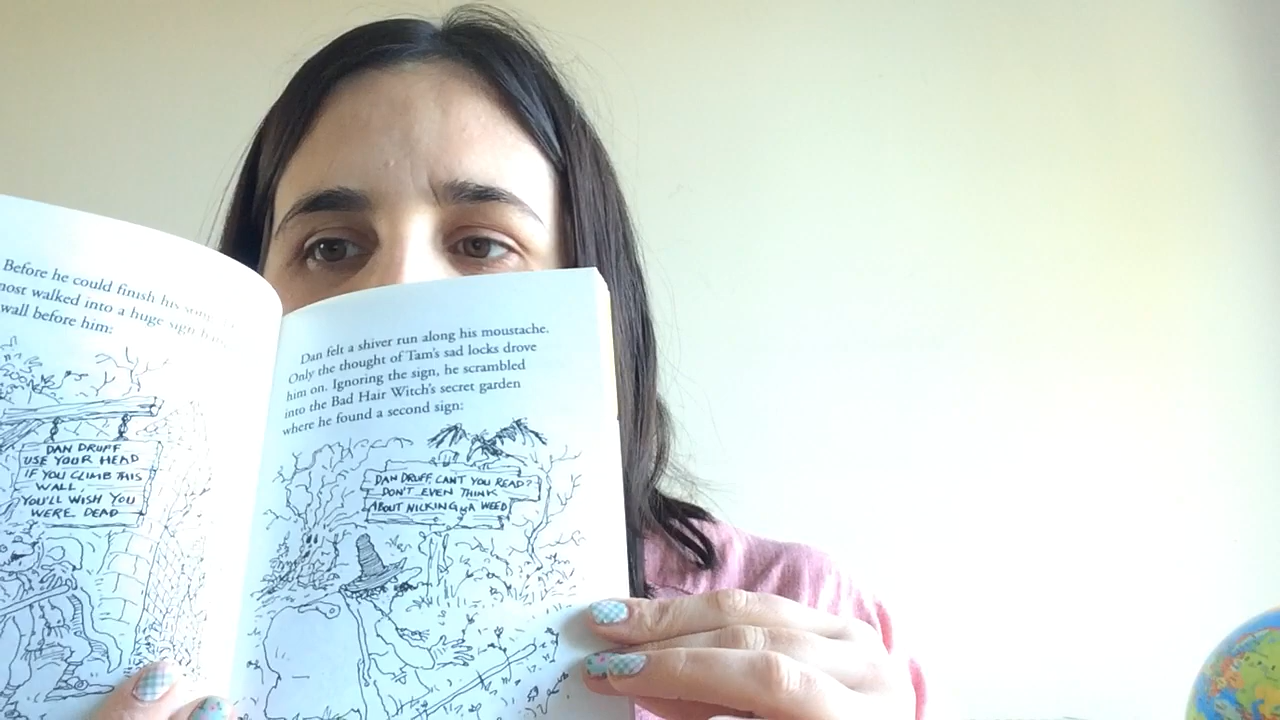 Before he could finish his
most walked into a huge sign
wall before him:
DAN DRUFF
USE YOUR HEAD
IF YOU CLIMB THIS
WALL
YOU'LL WISH YOU
WERE DEAD
Dan felt a shiver run along his moustache.
Only the thought of Tam's sad locks drove
him on. Ignoring the sign, he scrambled
into the Bad Hair Witch's secret garden
where he found a second sign:
DAN DRUFF, CAN'T YOU READ?
DON'T EVEN THINK
ABOUT NICKING A WEED